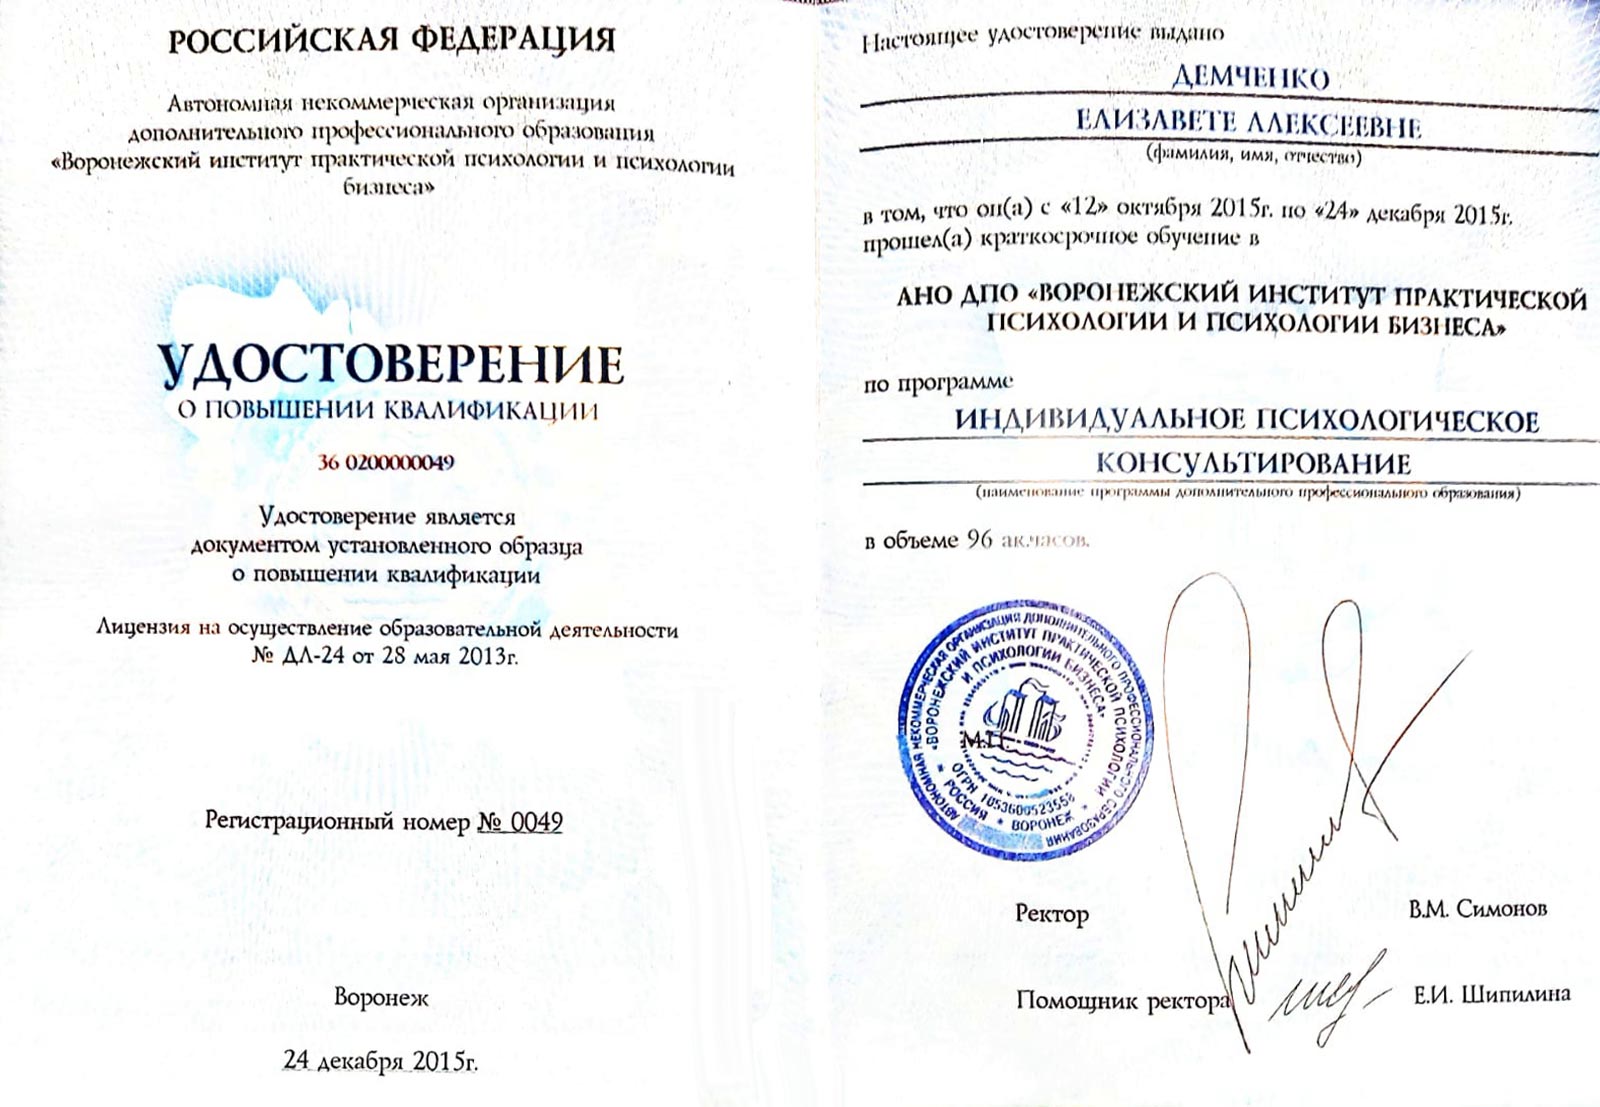 РОССИЙСКАЯ ФЕДЕРАЦИЯ
Автономная некоммерческая организация
дополнительного профессионального образования
«Воронежский институт практической психологии и психологии
бизнеса»
УДОСТОВЕРЕНИЕ
О ПОВЫШЕНИИ КВАЛИФИКАЦИИ
36 0200000049
Удостоверение является
документом установленного образца
о повышении квалификации
Лицензия на осуществление образовательной деятельности
№ ДЛ-24 от 28 мая 2013г.
Регистрационный номер № 0049
Воронеж
24 декабря 2015г.
Настоящее удостоверение выдано
ДЕМЧЕНКО
ЕЛИЗАВЕТЕ АЛЕКСЕЕВНЕ
(фамилия, имя, отчество)
в том, что он(а) с «12» октября 2015г. по «24» декабря 2015г.
прошел(а) краткосрочное обучение в
АНО ДПО «ВОРОНЕЖСКИЙ ИНСТИТУТ ПРАКТИЧЕСКОЙ
ПСИХОЛОГИИ И ПСИХОЛОГИИ БИЗНЕСА»
по программе
ИНДИВИДУАЛЬНОЕ ПСИХОЛОГИЧЕСКОЕ
КОНСУЛЬТИРОВАНИЕ
(наименование программы дополнительного профессионального образования)
в объеме 96 ак.часов.
АВТОНОМНАЯ НЕКОММЕРЧЕСКАЯ ОРГАНИЗАЦИЯ ДОПОЛНИТЕЛЬНОГО ПРОФЕССИОНАЛЬНОГО ОБРАЗОВАНИЯ
«ВОРОНЕЖСКИЙ ИНСТИТУТ ПРАКТИЧЕСКОЙ ПСИХОЛОГИИ
И ПСИХОЛОГИИ БИЗНЕСА»
М.П.
ОГРН 1053600523558
РОССИЯ * ВОРОНЕЖ
Ректор
В.М. Симонов
Помощник ректора
Е.И. Шипилина